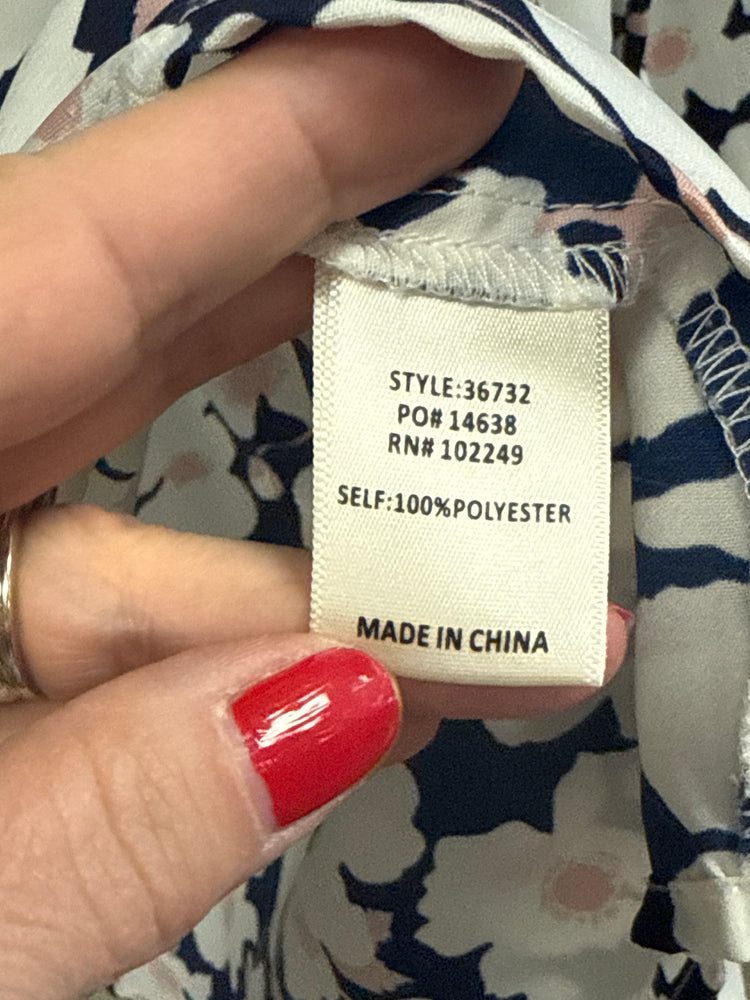 STYLE:36732
PO# 14638
RN# 102249
SELF:100%POLYESTER
MADE IN CHINA